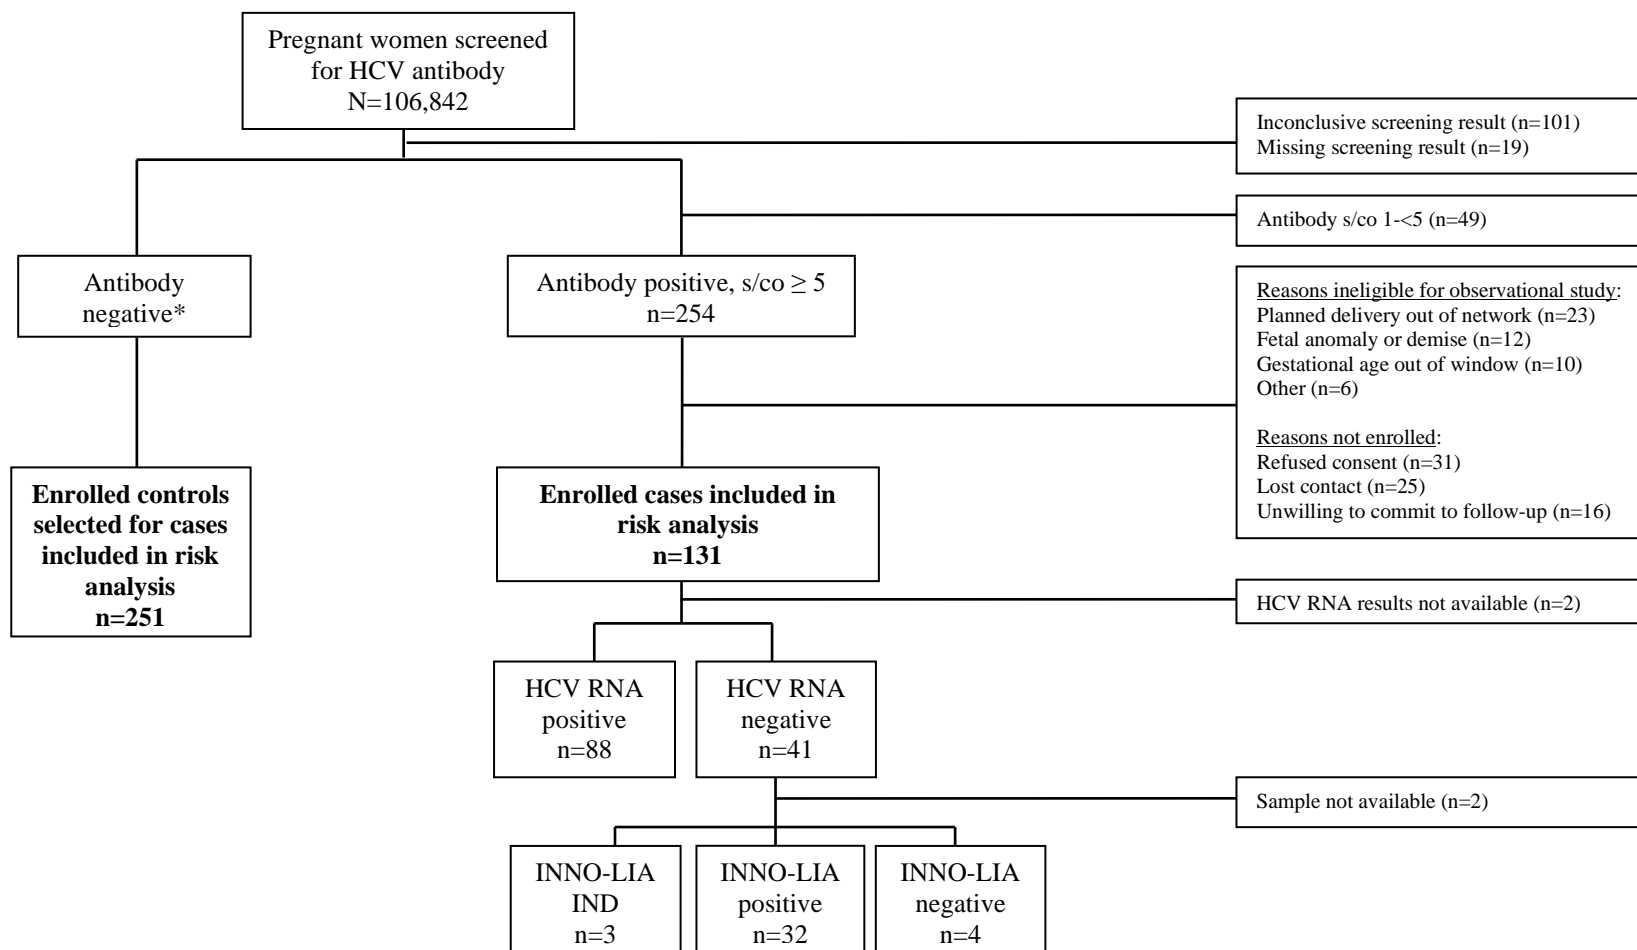 Pregnant women screened
for HCV antibody
N=106,842
Inconclusive screening result (n=101)
Missing screening result (n=19)
Antibody s/co 1-<5 (n=49)
Antibody
negative*
Antibody positive, s/co ≥ 5
n=254
Reasons ineligible for observational study:
Planned delivery out of network (n=23)
Fetal anomaly or demise (n=12)
Gestational age out of window (n=10)
Other (n=6)
Reasons not enrolled:
Refused consent (n=31)
Lost contact (n=25)
Unwilling to commit to follow-up (n=16)
Enrolled controls
selected for cases
included in risk
analysis
n=251
Enrolled cases included in
risk analysis
n=131
HCV RNA results not available (n=2)
HCV RNA
positive
n=88
HCV RNA
negative
n=41
Sample not available (n=2)
INNO-LIA
IND
n=3
INNO-LIA
positive
n=32
INNO-LIA
negative
n=4